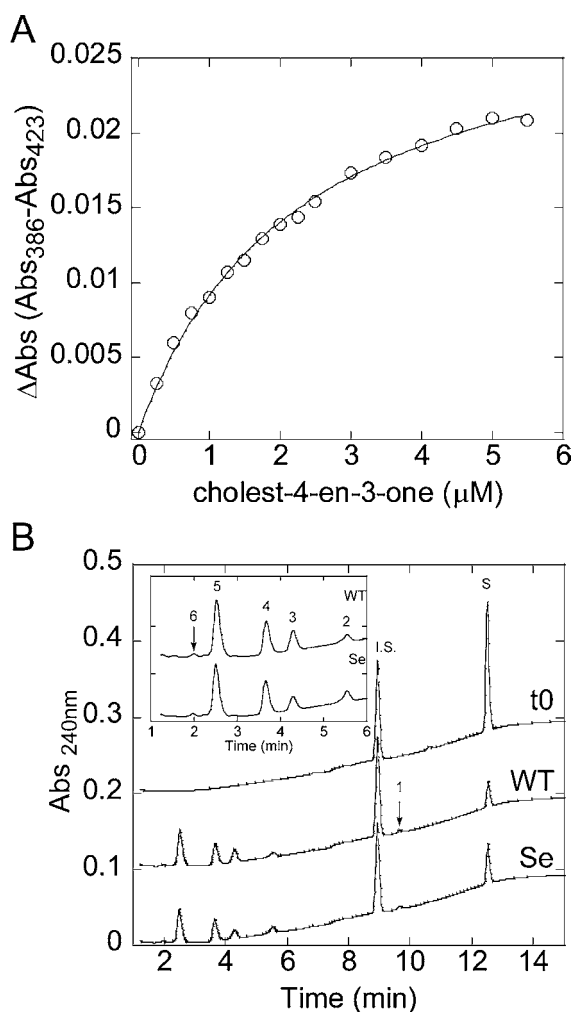 A
0.025
0.02
0.015
0.01
0.005
0
ΔAbs (Abs386-Abs423)
0 1 2 3 4 5 6
cholest-4-en-3-one (μM)
B
0.5
0.4
0.3
0.2
0.1
0
Abs 240nm
5
WT
6
4
3
2
Se
1 2 3 4 5 6
Time (min)
I.S.
S
t0
1
WT
Se
2 4 6 8 10 12 14
Time (min)